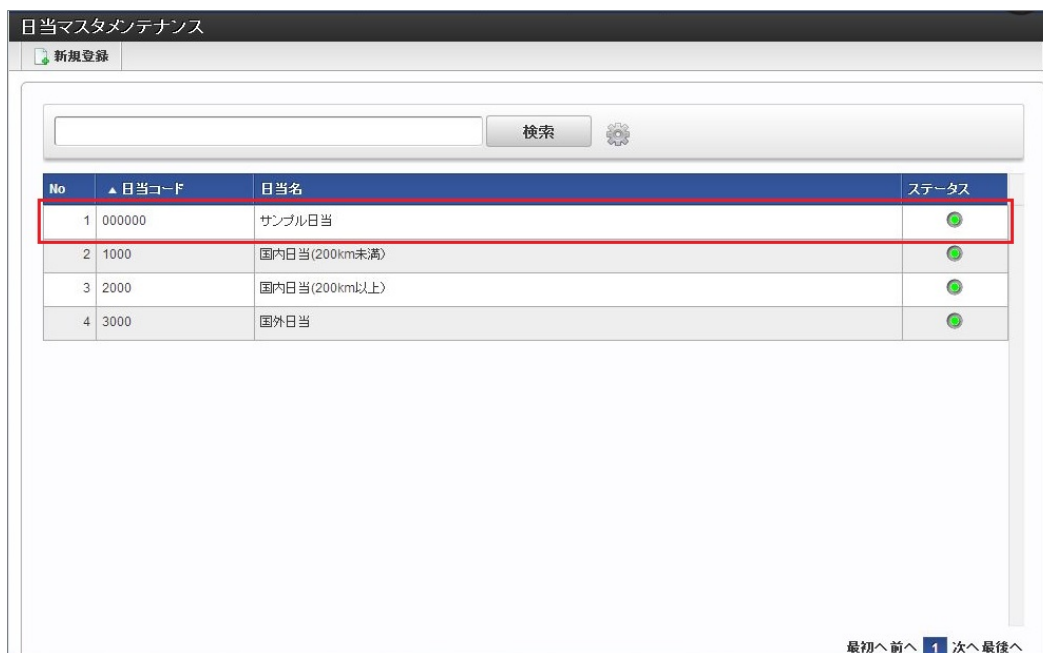 日当マスタメンテナンス
新規登録
検索
No ▲日当コード 日当名 ステータス
1 000000 サンプル日当
2 1000 国内日当(200km未満)
3 2000 国内日当(200km以上)
4 3000 国外日当
最初へ 前へ 1 次へ 最後へ